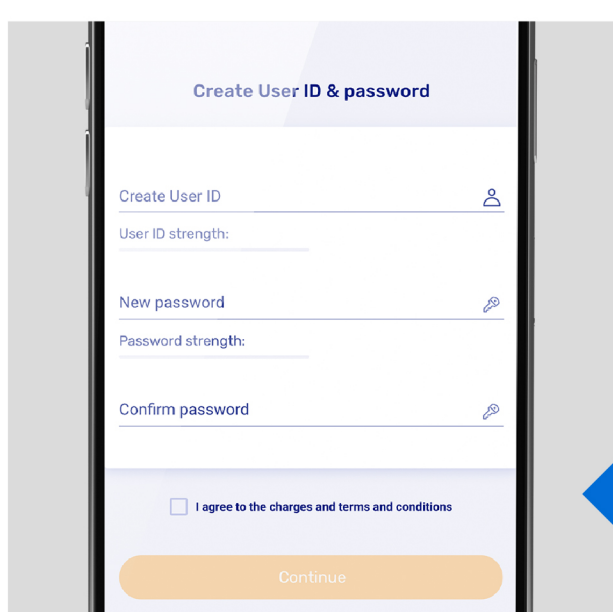 Create User ID & password
Create User ID
User ID strength:
New password
Password strength:
Confirm password
I agree to the charges and terms and conditions
Continue